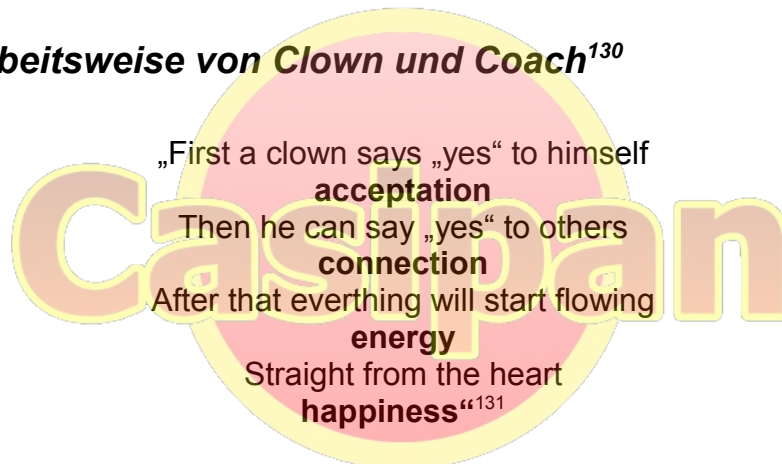 beitsweise von Clown und Coach130
„First a clown says „yes“ to himself
acceptation
Then he can say „yes“ to others
connection
After that everthing will start flowing
energy
Straight from the heart
happiness“131
Casipan